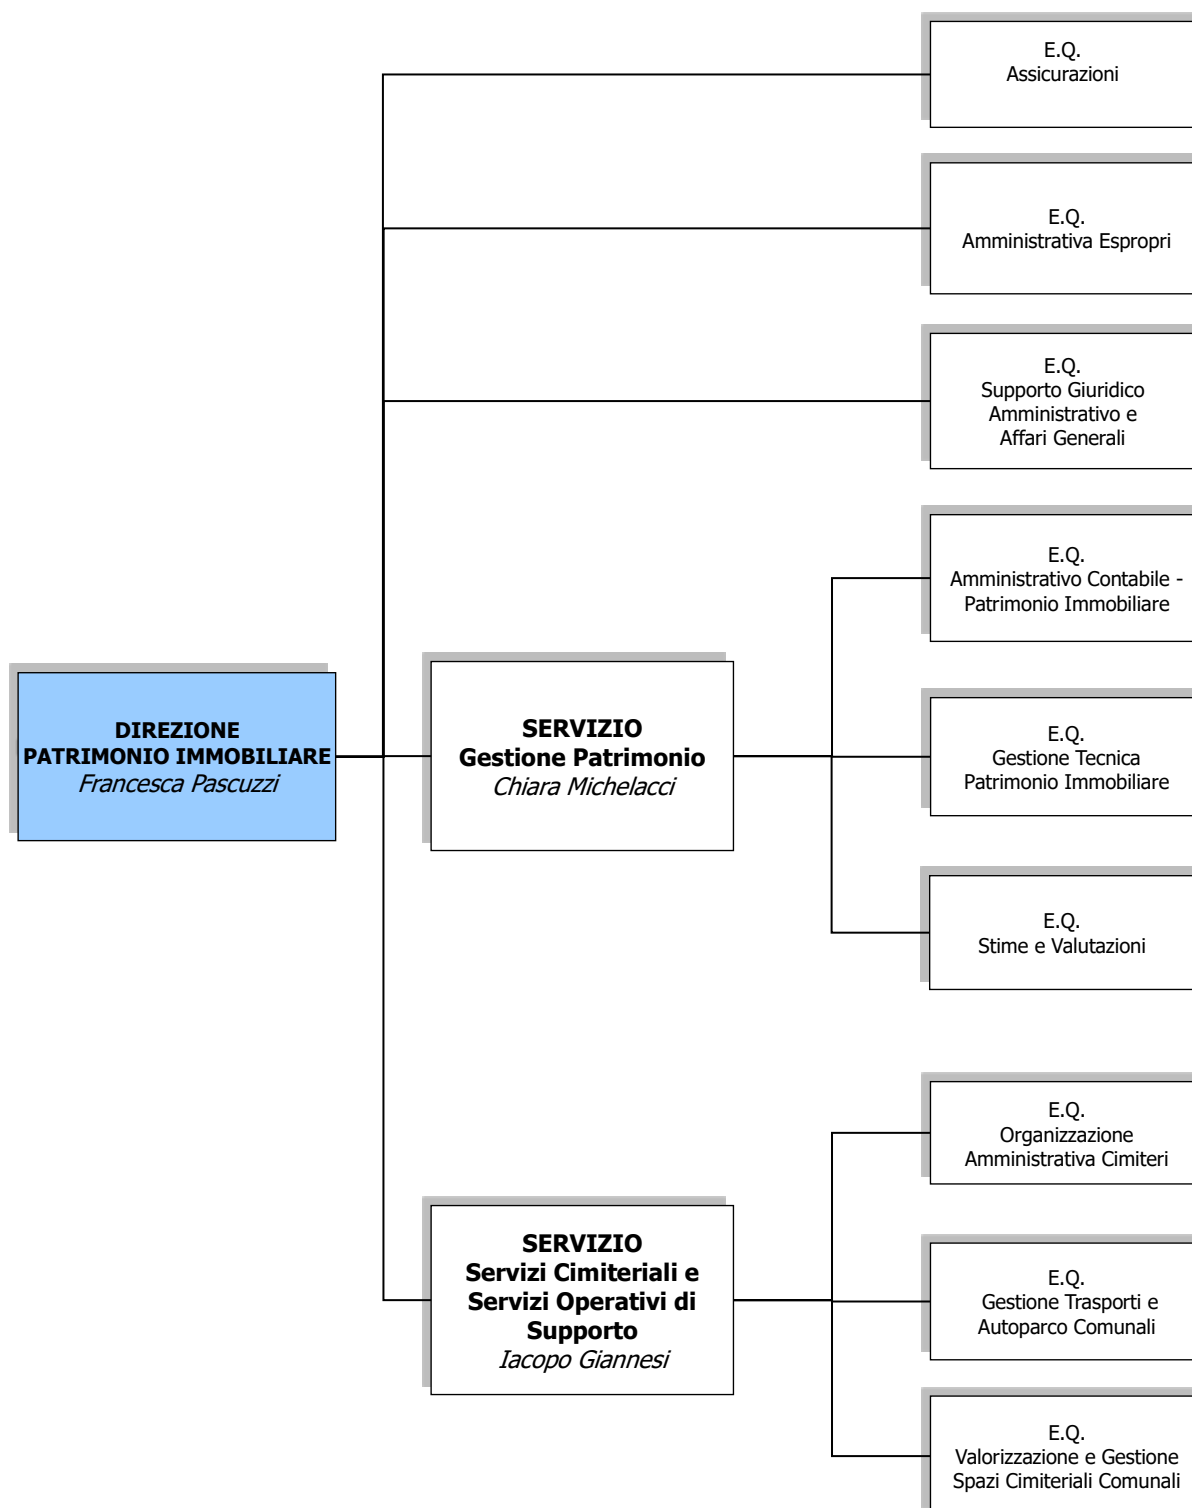 E.Q.
Assicurazioni
E.Q.
Amministrativa Espropri
E.Q.
Supporto Giuridico
Amministrativo e
Affari Generali
E.Q.
Amministrativo Contabile -
Patrimonio Immobiliare
DIREZIONE
PATRIMONIO IMMOBILIARE
Francesca Pascuzzi
SERVIZIO
Gestione Patrimonio
Chiara Michelacci
E.Q.
Gestione Tecnica
Patrimonio Immobiliare
E.Q.
Stime e Valutazioni
E.Q.
Organizzazione
Amministrativa Cimiteri
SERVIZIO
Servizi Cimiteriali e
Servizi Operativi di
Supporto
Iacopo Giannesi
E.Q.
Gestione Trasporti e
Autoparco Comunali
E.Q.
Valorizzazione e Gestione
Spazi Cimiteriali Comunali